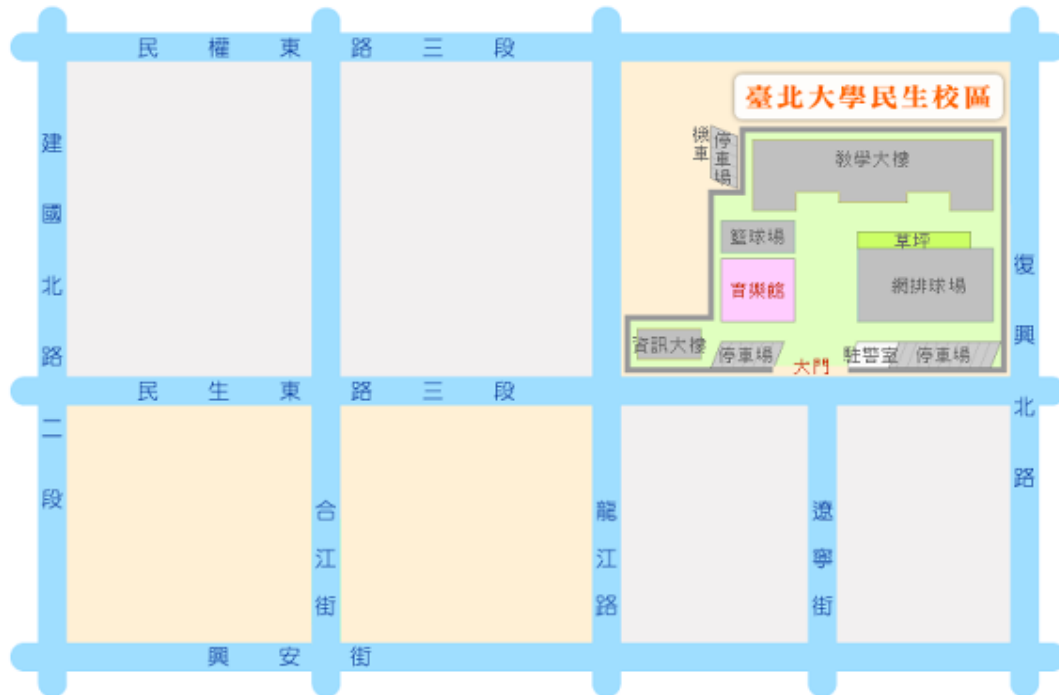 民權東路三段
臺北大學民生校區
機車
停車場
教學大樓
建國北路二段
籃球場
草坪
復興北路
育樂館
網排球場
資訊大樓
停車場
大門
駐警室
停車場
民生東路三段
合江街
龍江路
遼寧街
興安街